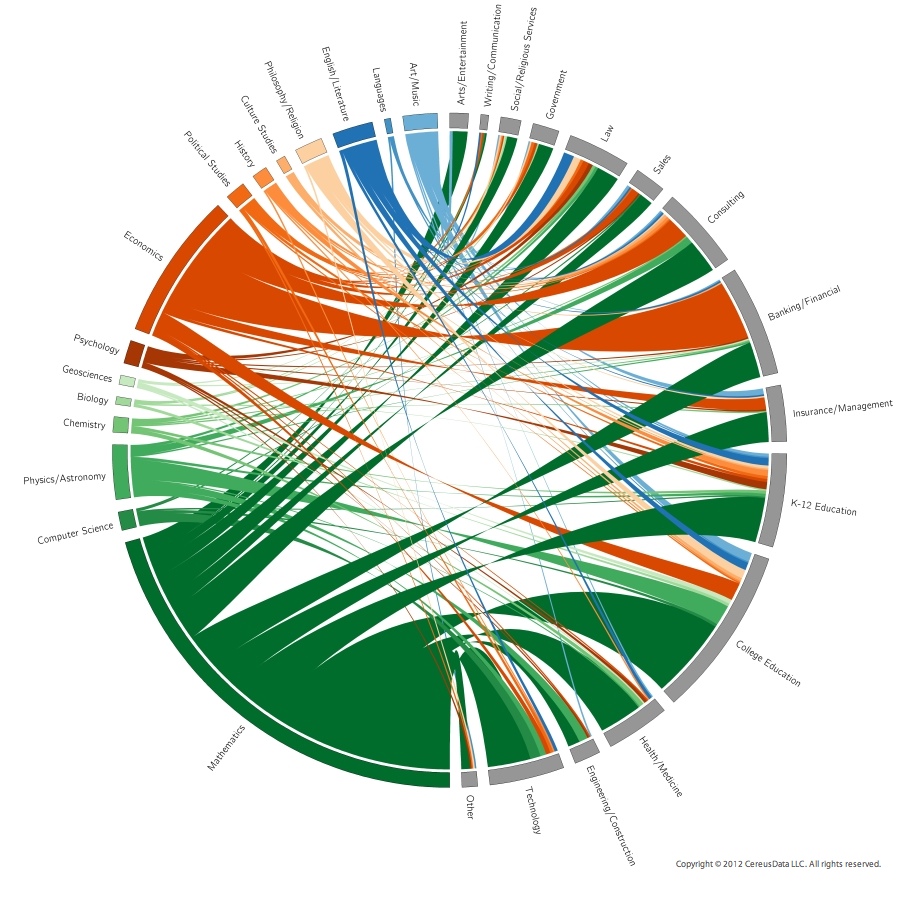 Arts/Entertainment
Writing/Communication
Social/Religious Services
Government
Law
Sales
Consulting
Banking/Financial
Insurance/Management
K-12 Education
College Education
Health/Medicine
Engineering/Construction
Technology
Other
Mathematics
Computer Science
Physics/Astronomy
Chemistry
Biology
Geosciences
Psychology
Economics
Political Studies
History
Culture Studies
Philosophy/Religion
English/Literature
Languages
Art/Music
Copyright © 2012 CereusData LLC. All rights reserved.